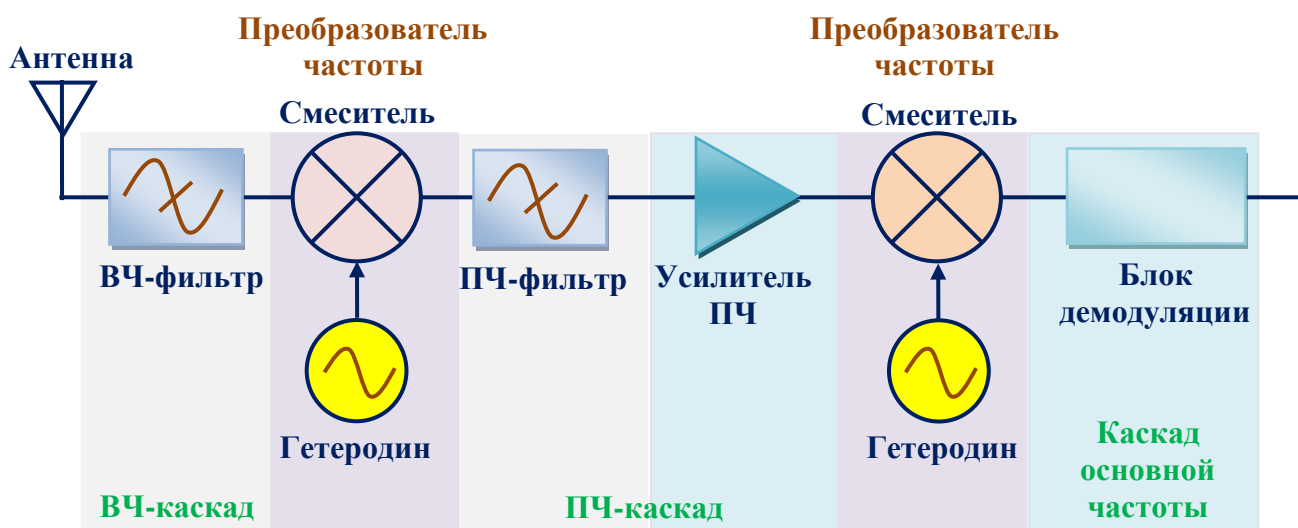 Преобразователь
частоты
Преобразователь
частоты
Антенна
Смеситель
Смеситель
ВЧ-фильтр
ПЧ-фильтр
Усилитель
ПЧ
Блок
демодуляции
Гетеродин
Гетеродин
ВЧ-каскад
ПЧ-каскад
Каскад
основной
частоты